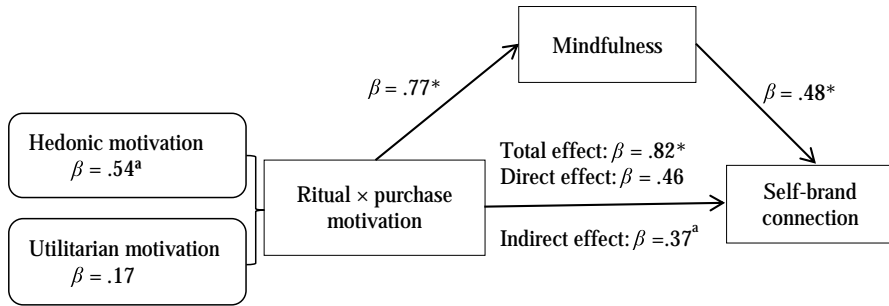 Mindfulness
β = .77*
β = .48*
Hedonic motivation
β = .54ᵃ
Total effect: β = .82*
Direct effect: β = .46
Ritual × purchase
motivation
Self-brand
connection
Indirect effect: β =.37ᵃ
Utilitarian motivation
β = .17